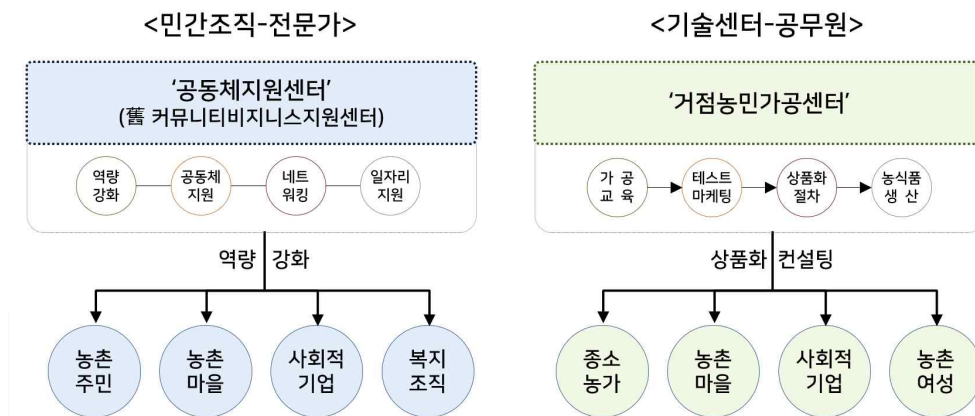 <민간조직-전문가>
‘공동체지원센터’
(舊 커뮤니티비지니스지원센터)
역량
강화
공동체
지원
네트
워킹
일자리
지원
역량 강화
농촌
주민
농촌
마을
사회적
기업
복지
조직
<기술센터-공무원>
‘거점농민가공센터’
가 공
교 육
테스트
마케팅
상품화
절차
농식품
생 산
상품화 컨설팅
종소
농가
농촌
마을
사회적
기업
농촌
여성